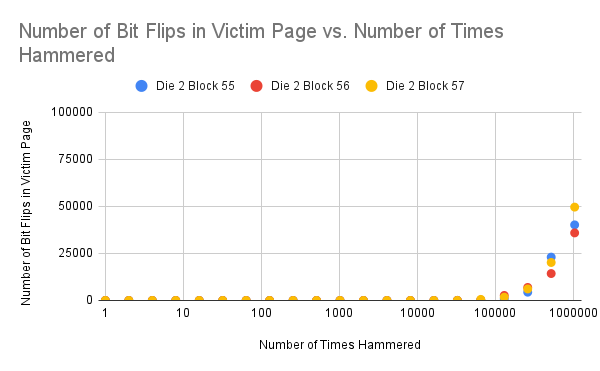 Number of Bit Flips in Victim Page vs. Number of Times
Hammered
Die 2 Block 55 Die 2 Block 56 Die 2 Block 57
Number of Bit Flips in Victim Page
100000
75000
50000
25000
0
1 10 100 1000 10000 100000 1000000
Number of Times Hammered